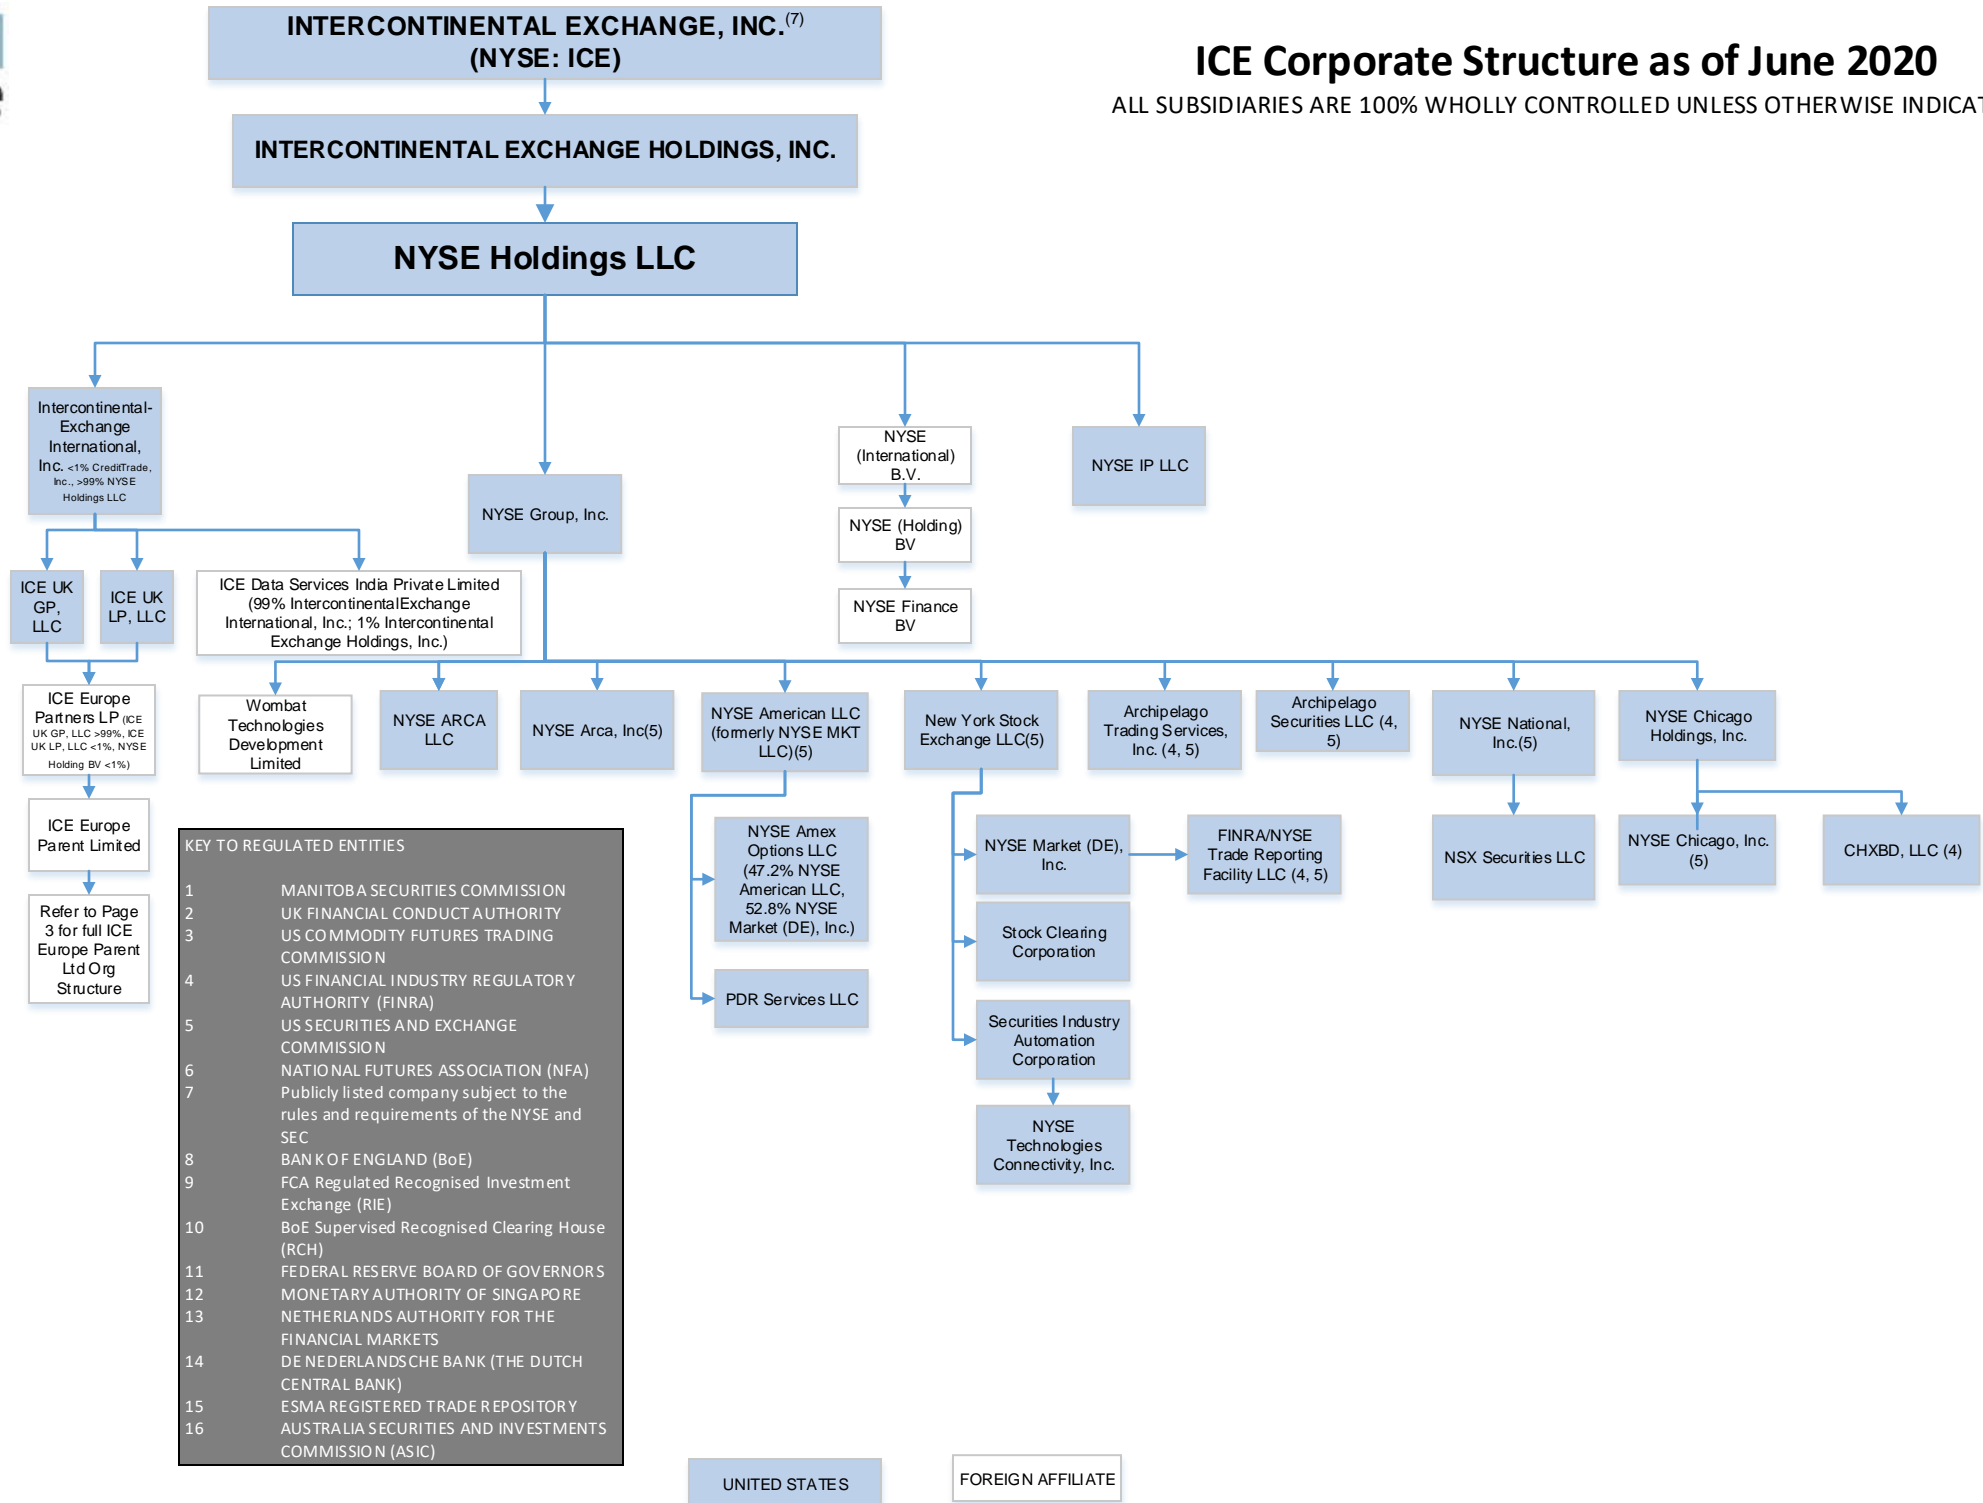 INTERCONTINENTAL EXCHANGE, INC.(7)
(NYSE: ICE)
ICE Corporate Structure as of June 2020
ALL SUBSIDIARIES ARE 100% WHOLLY CONTROLLED UNLESS OTHERWISE INDICAT
INTERCONTINENTAL EXCHANGE HOLDINGS, INC.
NYSE Holdings LLC
Intercontinental-
Exchange
International,
Inc. <1% CreditTrade,
Inc., >99% NYSE
Holdings LLC
NYSE Group, Inc.
NYSE
(International)
B.V.
NYSE IP LLC
NYSE (Holding)
BV
NYSE Finance
BV
ICE UK
GP,
LLC
ICE UK
LP, LLC
ICE Data Services India Private Limited
(99% IntercontinentalExchange
International, Inc.; 1% Intercontinental
Exchange Holdings, Inc.)
ICE Europe
Partners LP (ICE
UK GP, LLC >99%, ICE
UK LP, LLC <1%, NYSE
Holding BV <1%)
ICE Europe
Parent Limited
Refer to Page
3 for full ICE
Europe Parent
Ltd Org
Structure
Wombat
Technologies
Development
Limited
NYSE ARCA
LLC
NYSE Arca, Inc(5)
NYSE American LLC
(formerly NYSE MKT
LLC)(5)
New York Stock
Exchange LLC(5)
Archipelago
Trading Services,
Inc. (4, 5)
Archipelago
Securities LLC (4,
5)
NYSE National,
Inc.(5)
NYSE Chicago
Holdings, Inc.
NYSE Amex
Options LLC
(47.2% NYSE
American LLC,
52.8% NYSE
Market (DE), Inc.)
PDR Services LLC
NYSE Market (DE),
Inc.
FINRA/NYSE
Trade Reporting
Facility LLC (4, 5)
Stock Clearing
Corporation
Securities Industry
Automation
Corporation
NYSE
Technologies
Connectivity, Inc.
NSX Securities LLC
NYSE Chicago, Inc.
(5)
CHXBD, LLC (4)
KEY TO REGULATED ENTITIES
1 MANITOBA SECURITIES COMMISSION
2 UK FINANCIAL CONDUCT AUTHORITY
3 US COMMODITY FUTURES TRADING
COMMISSION
4 US FINANCIAL INDUSTRY REGULATORY
AUTHORITY (FINRA)
5 US SECURITIES AND EXCHANGE
COMMISSION
6 NATIONAL FUTURES ASSOCIATION (NFA)
7 Publicly listed company subject to the
rules and requirements of the NYSE and
SEC
8 BANK OF ENGLAND (BoE)
9 FCA Regulated Recognised Investment
Exchange (RIE)
10 BoE Supervised Recognised Clearing House
(RCH)
11 FEDERAL RESERVE BOARD OF GOVERNORS
12 MONETARY AUTHORITY OF SINGAPORE
13 NETHERLANDS AUTHORITY FOR THE
FINANCIAL MARKETS
14 DE NEDERLANDSCHE BANK (THE DUTCH
CENTRAL BANK)
15 ESMA REGISTERED TRADE REPOSITORY
16 AUSTRALIA SECURITIES AND INVESTMENTS
COMMISSION (ASIC)
UNITED STATES
FOREIGN AFFILIATE